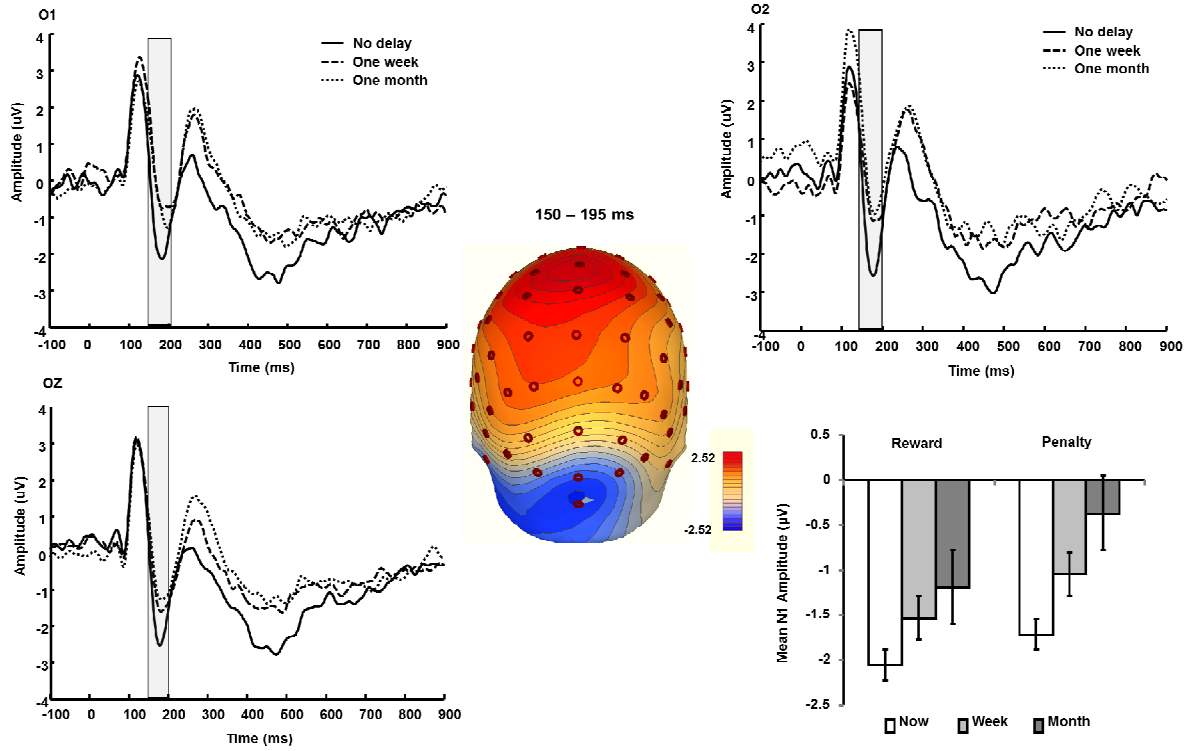 O1
Amplitude (uV)
4
3
2
1
0
-1
-2
-3
-4
No delay
One week
One month
-100 0 100 200 300 400 500 600 700 800 900
Time (ms)
O2
Amplitude (uV)
4
3
2
1
0
-1
-2
-3
-4
No delay
One week
One month
-100 0 100 200 300 400 500 600 700 800 900
Time (ms)
150 – 195 ms
2.52
-2.52
OZ
Amplitude (uV)
4
3
2
1
0
-1
-2
-3
-4
-100 0 100 200 300 400 500 600 700 800 900
Time (ms)
Mean N1 Amplitude (µV)
0.5
0
-0.5
-1
-1.5
-2
-2.5
Reward Penalty
Now Week Month